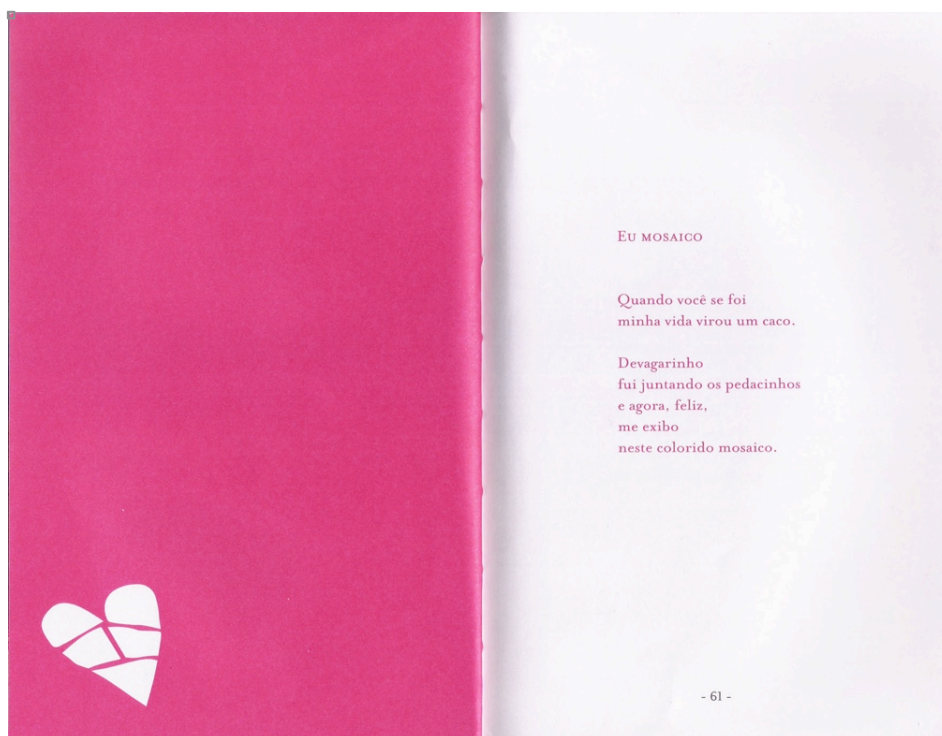 EU MOSAICO
Quando você se foi
minha vida virou um caco.
Devagarinho
fui juntando os pedacinhos
e agora, feliz,
me exibo
neste colorido mosaico.
- 61 -